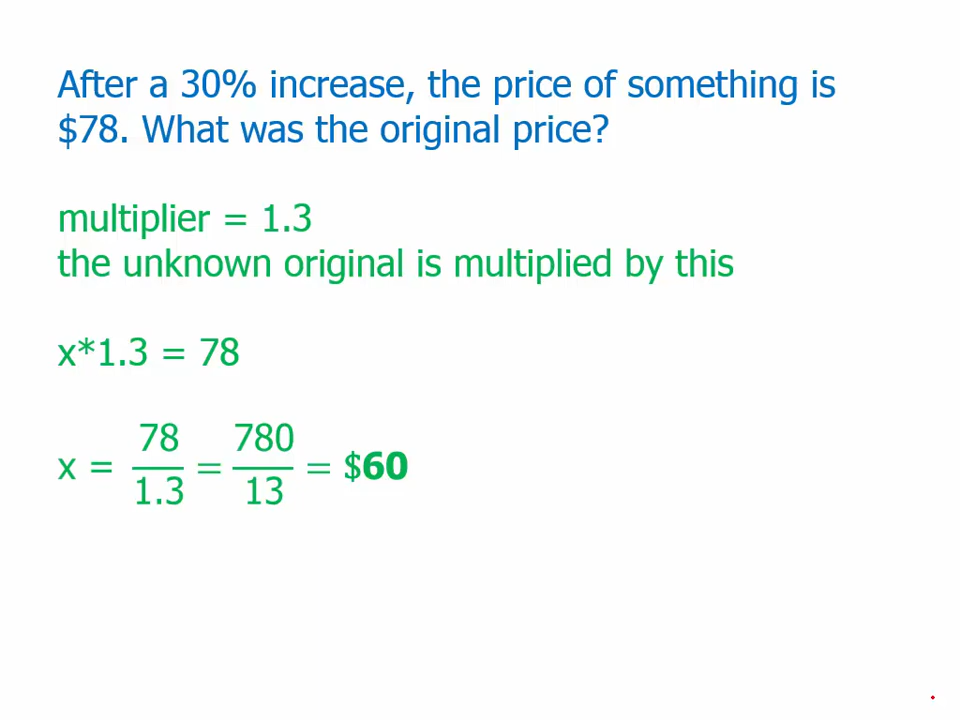 After a 30% increase, the price of something is
$78. What was the original price?
multiplier = 1.3
the unknown original is multiplied by this
x*1.3 = 78
x = 78/1.3 = 780/13 = $60